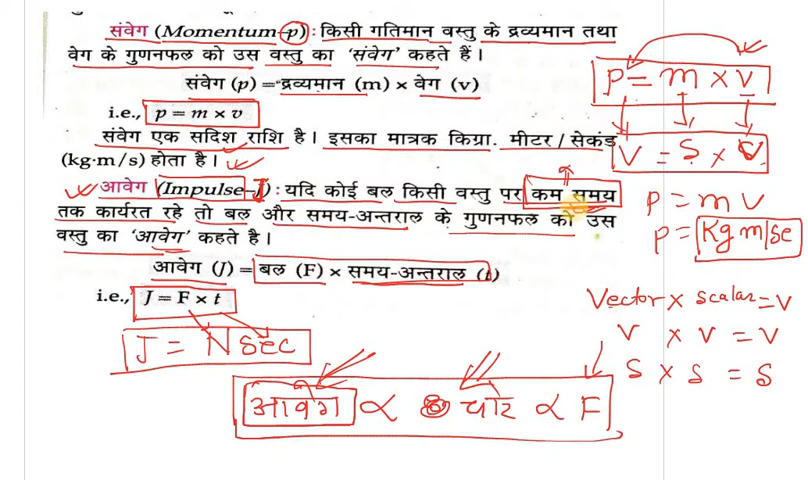 संवेग (Momentum-p) : किसी गतिमान वस्तु के द्रव्यमान तथा
वेग के गुणनफल को उस वस्तु का ‘संवेग’ कहते हैं।
संवेग (p) = द्रव्यमान (m) × वेग (v)
i.e., p = m × v
संवेग एक सदिश राशि है। इसका मात्रक किग्रा. मीटर/सेकंड
(kg·m/s) होता है।
आवेग (Impulse-J) : यदि कोई बल किसी वस्तु पर कम समय
तक कार्यरत रहे तो बल और समय-अन्तराल के गुणनफल को उस
वस्तु का ‘आवेग’ कहते है।
आवेग (J) = बल (F) × समय-अन्तराल (t)
i.e., J = F × t
J = N Sec
आवेग ∝ चोट ∝ F
P = m × v
V = S × V
P = m v
P = Kg m/Se
Vector × Scalar = V
V × V = V
S × S = S